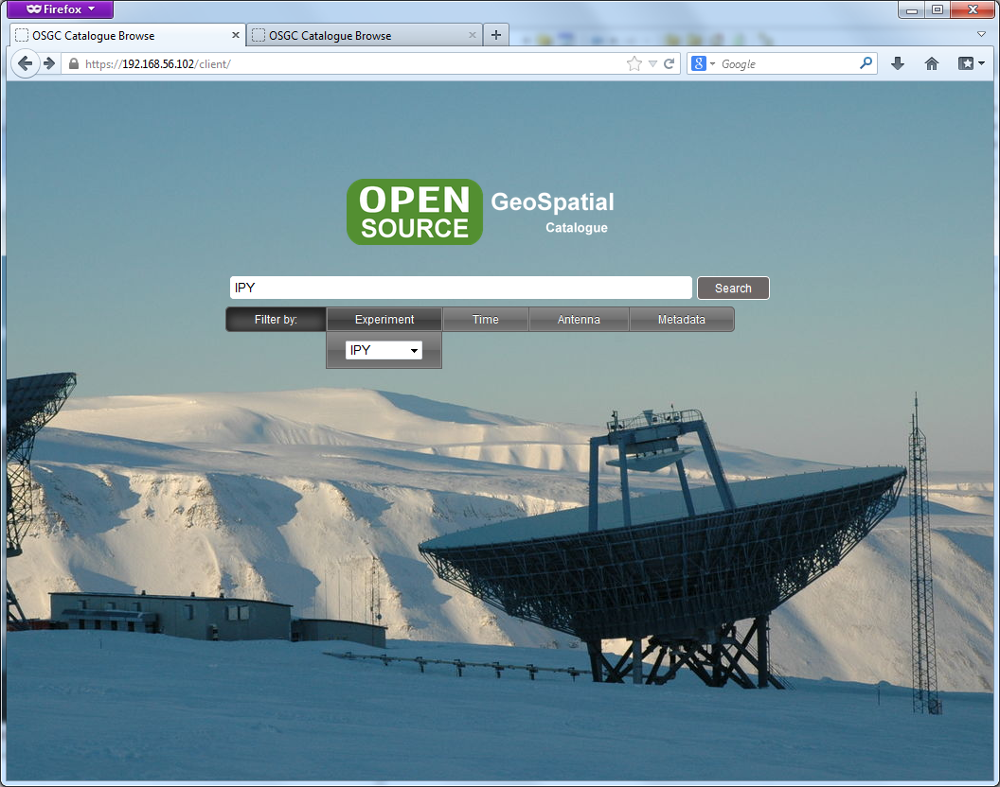 Firefox
OSGC Catalogue Browse
OSGC Catalogue Browse
https://192.168.56.102/client/
8
Google
OPEN
SOURCE
GeoSpatial
Catalogue
IPY
Search
Filter by:
Experiment
Time
Antenna
Metadata
IPY